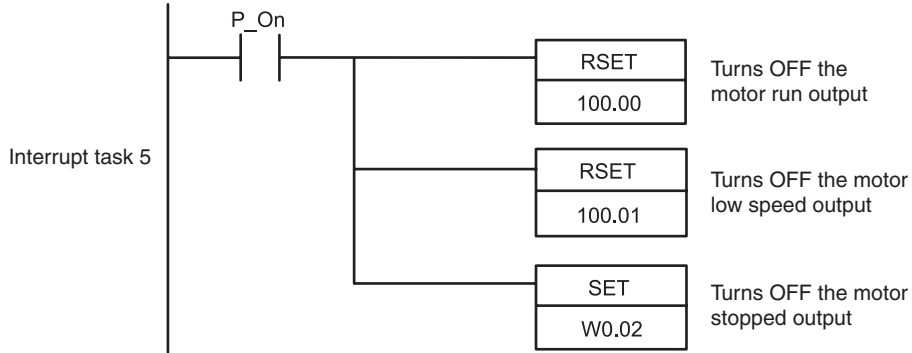 P_On
RSET
100.00
Turns OFF the
motor run output
Interrupt task 5
RSET
100.01
Turns OFF the motor
low speed output
SET
W0.02
Turns OFF the motor
stopped output